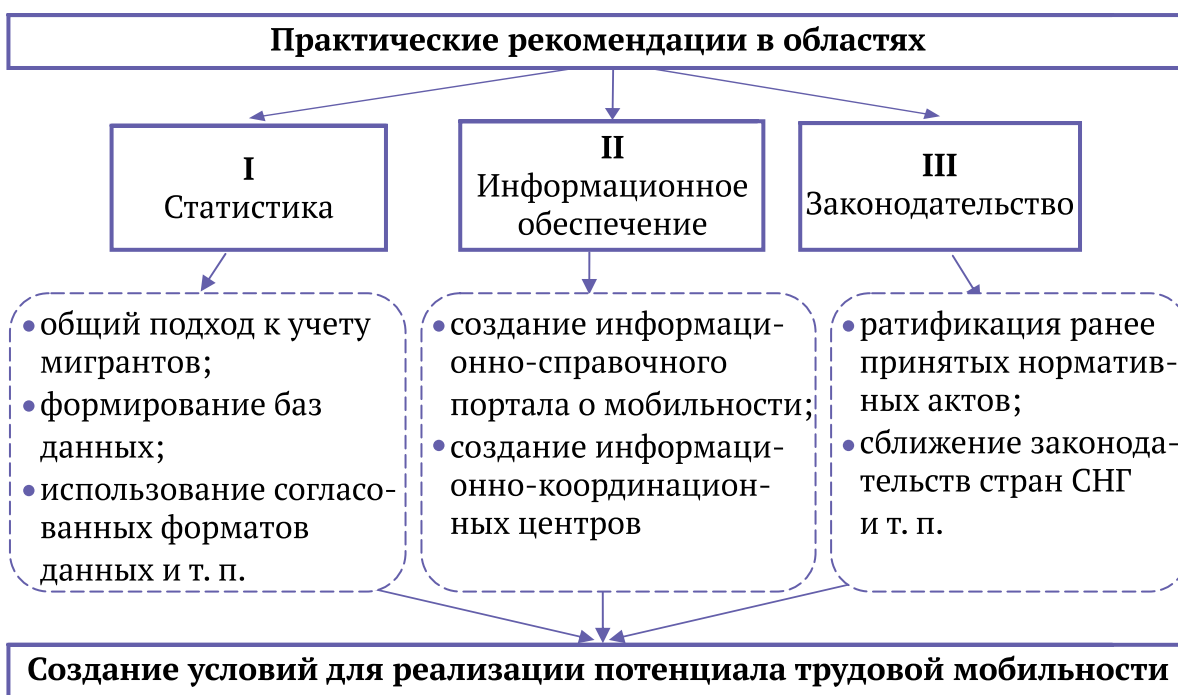 Практические рекомендации в областях
I
Статистика
II
Информационное
обеспечение
III
Законодательство
• общий подход к учету
мигрантов;
• формирование баз
данных;
• использование согласо-
ванных форматов
данных и т. п.
• создание информаци-
онно-справочного
портала о мобильности;
• создание информаци-
онно-координацион-
ных центров
• ратификация ранее
принятых норматив-
ных актов;
• сближение законода-
тельств стран СНГ
и т. п.
Создание условий для реализации потенциала трудовой мобильности